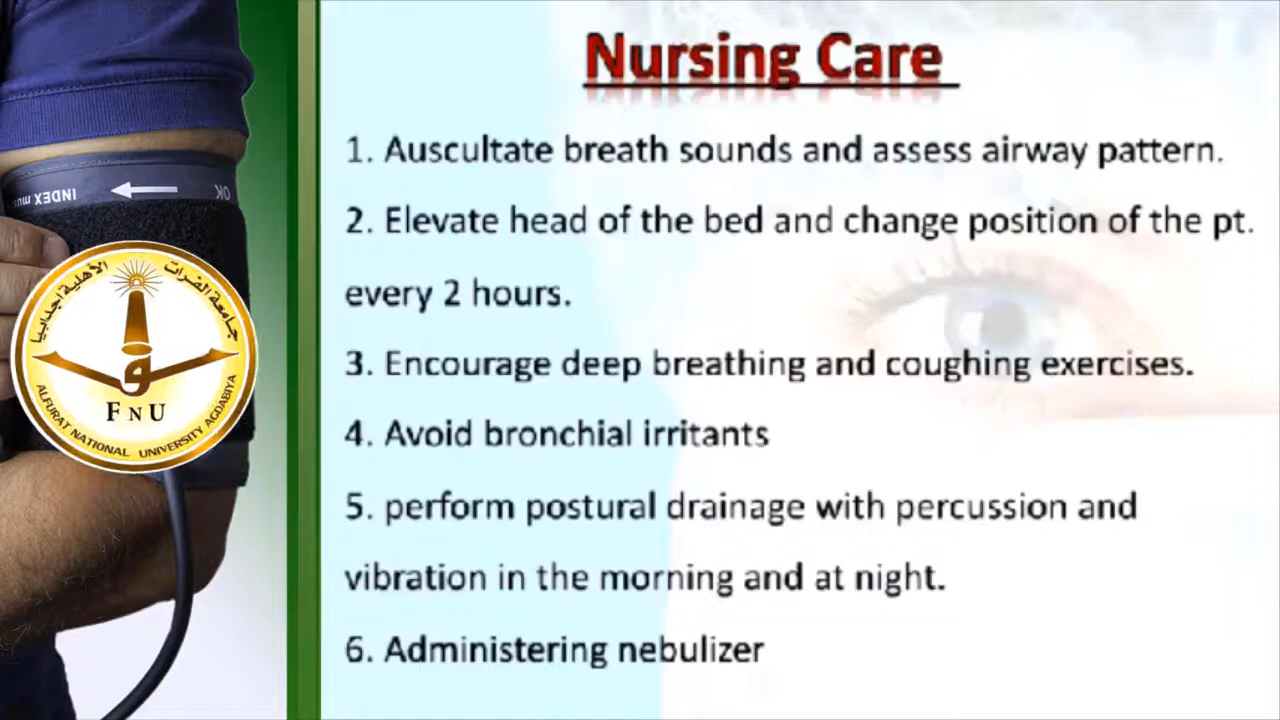 Nursing Care
1. Auscultate breath sounds and assess airway pattern.
2. Elevate head of the bed and change position of the pt.
every 2 hours.
3. Encourage deep breathing and coughing exercises.
4. Avoid bronchial irritants
5. perform postural drainage with percussion and
vibration in the morning and at night.
6. Administering nebulizer
INDEX
OK
جامعة الفرات الأهلية اجدابيا
FNU
ALFURAT NATIONAL UNIVERSITY AGDABIYA